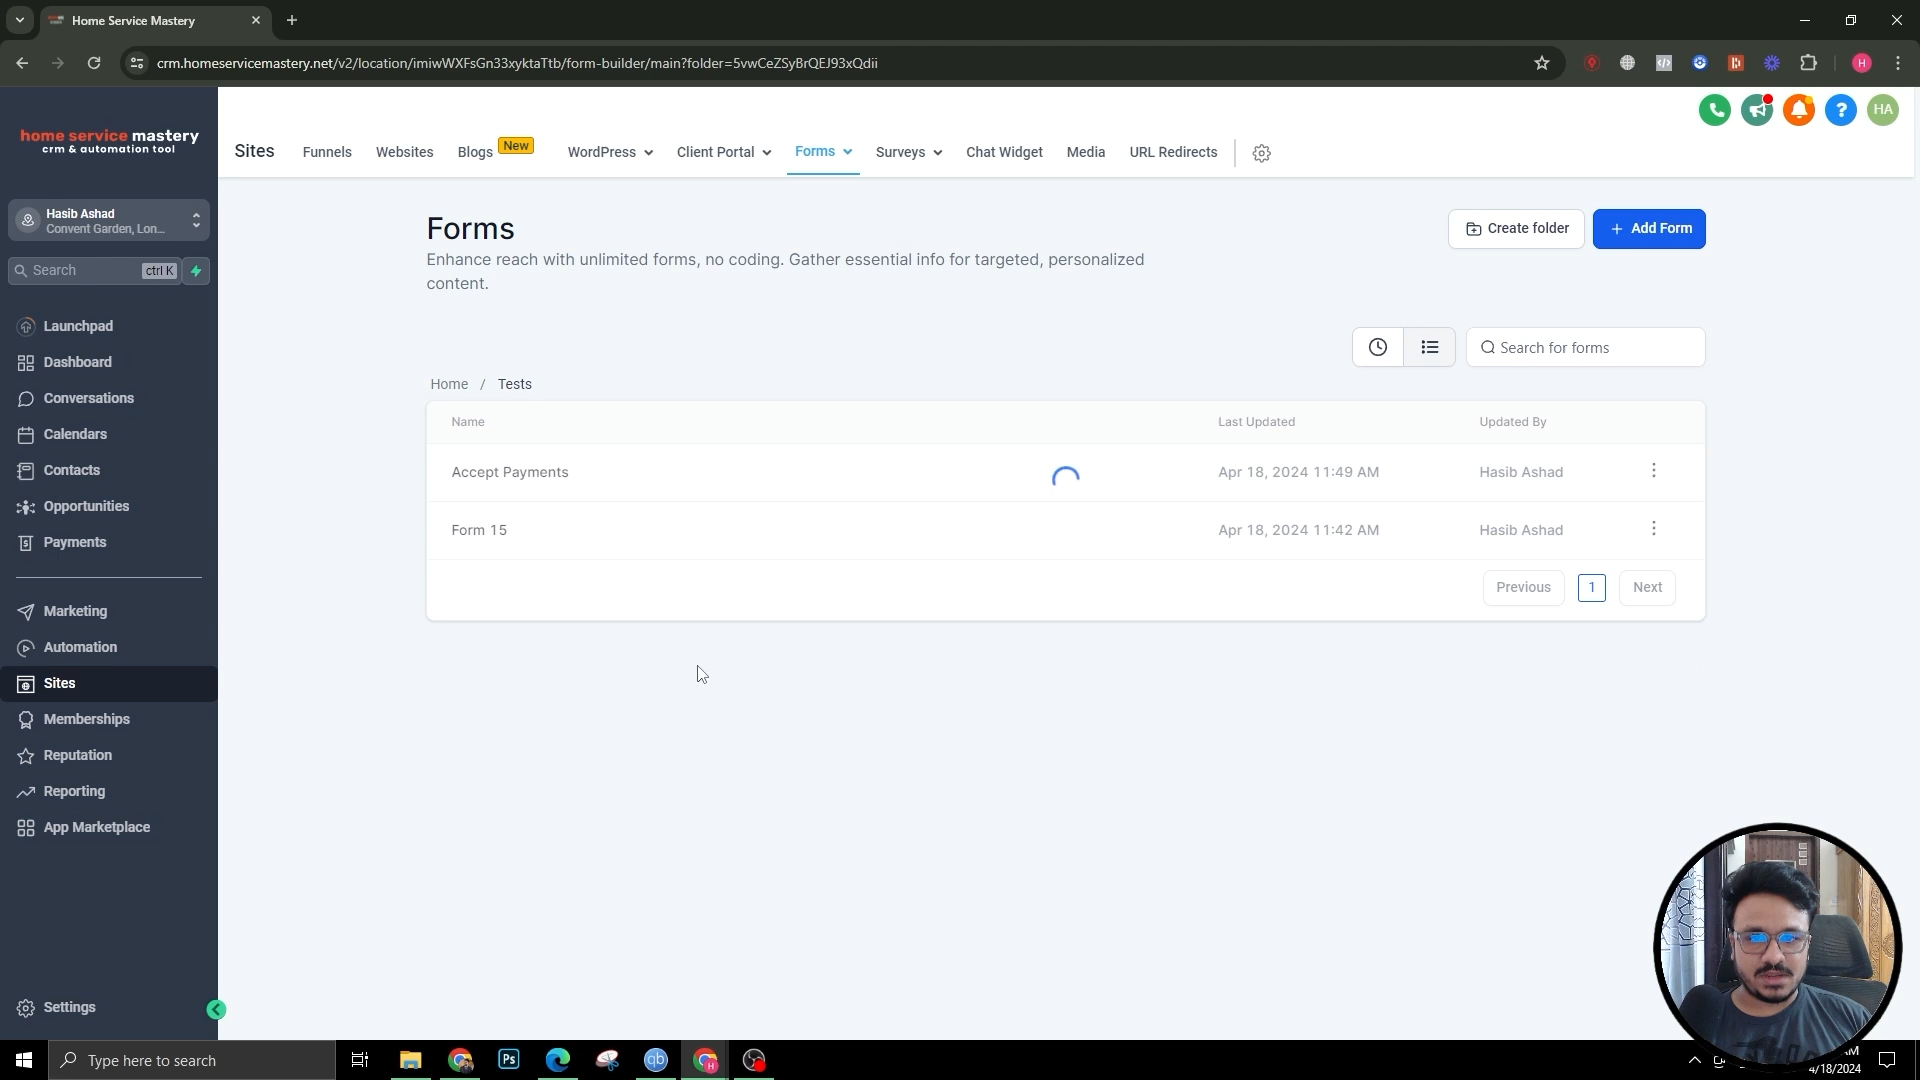 Home Service Mastery
crm.homeservicemastery.net/v2/location/imiwWXFsGn33xyktaTtb/form-builder/main?folder=5vwCeZSyBrQEJ93xQdii
H
home service mastery
crm & automation tool
HA
Sites
Funnels
Websites
Blogs
New
WordPress
Client Portal
Forms
Surveys
Chat Widget
Media
URL Redirects
Hasib Ashad
Convent Garden, Lon...
Search
ctrl K
Launchpad
Dashboard
Conversations
Calendars
Contacts
Opportunities
Payments
Marketing
Automation
Sites
Memberships
Reputation
Reporting
App Marketplace
Settings
Forms
Enhance reach with unlimited forms, no coding. Gather essential info for targeted, personalized
content.
Create folder
+ Add Form
Search for forms
Home / Tests
Name
Last Updated
Updated By
Accept Payments
Apr 18, 2024 11:49 AM
Hasib Ashad
Form 15
Apr 18, 2024 11:42 AM
Hasib Ashad
Previous
1
Next
Type here to search
Ps
qb
H
AM
4/18/2024